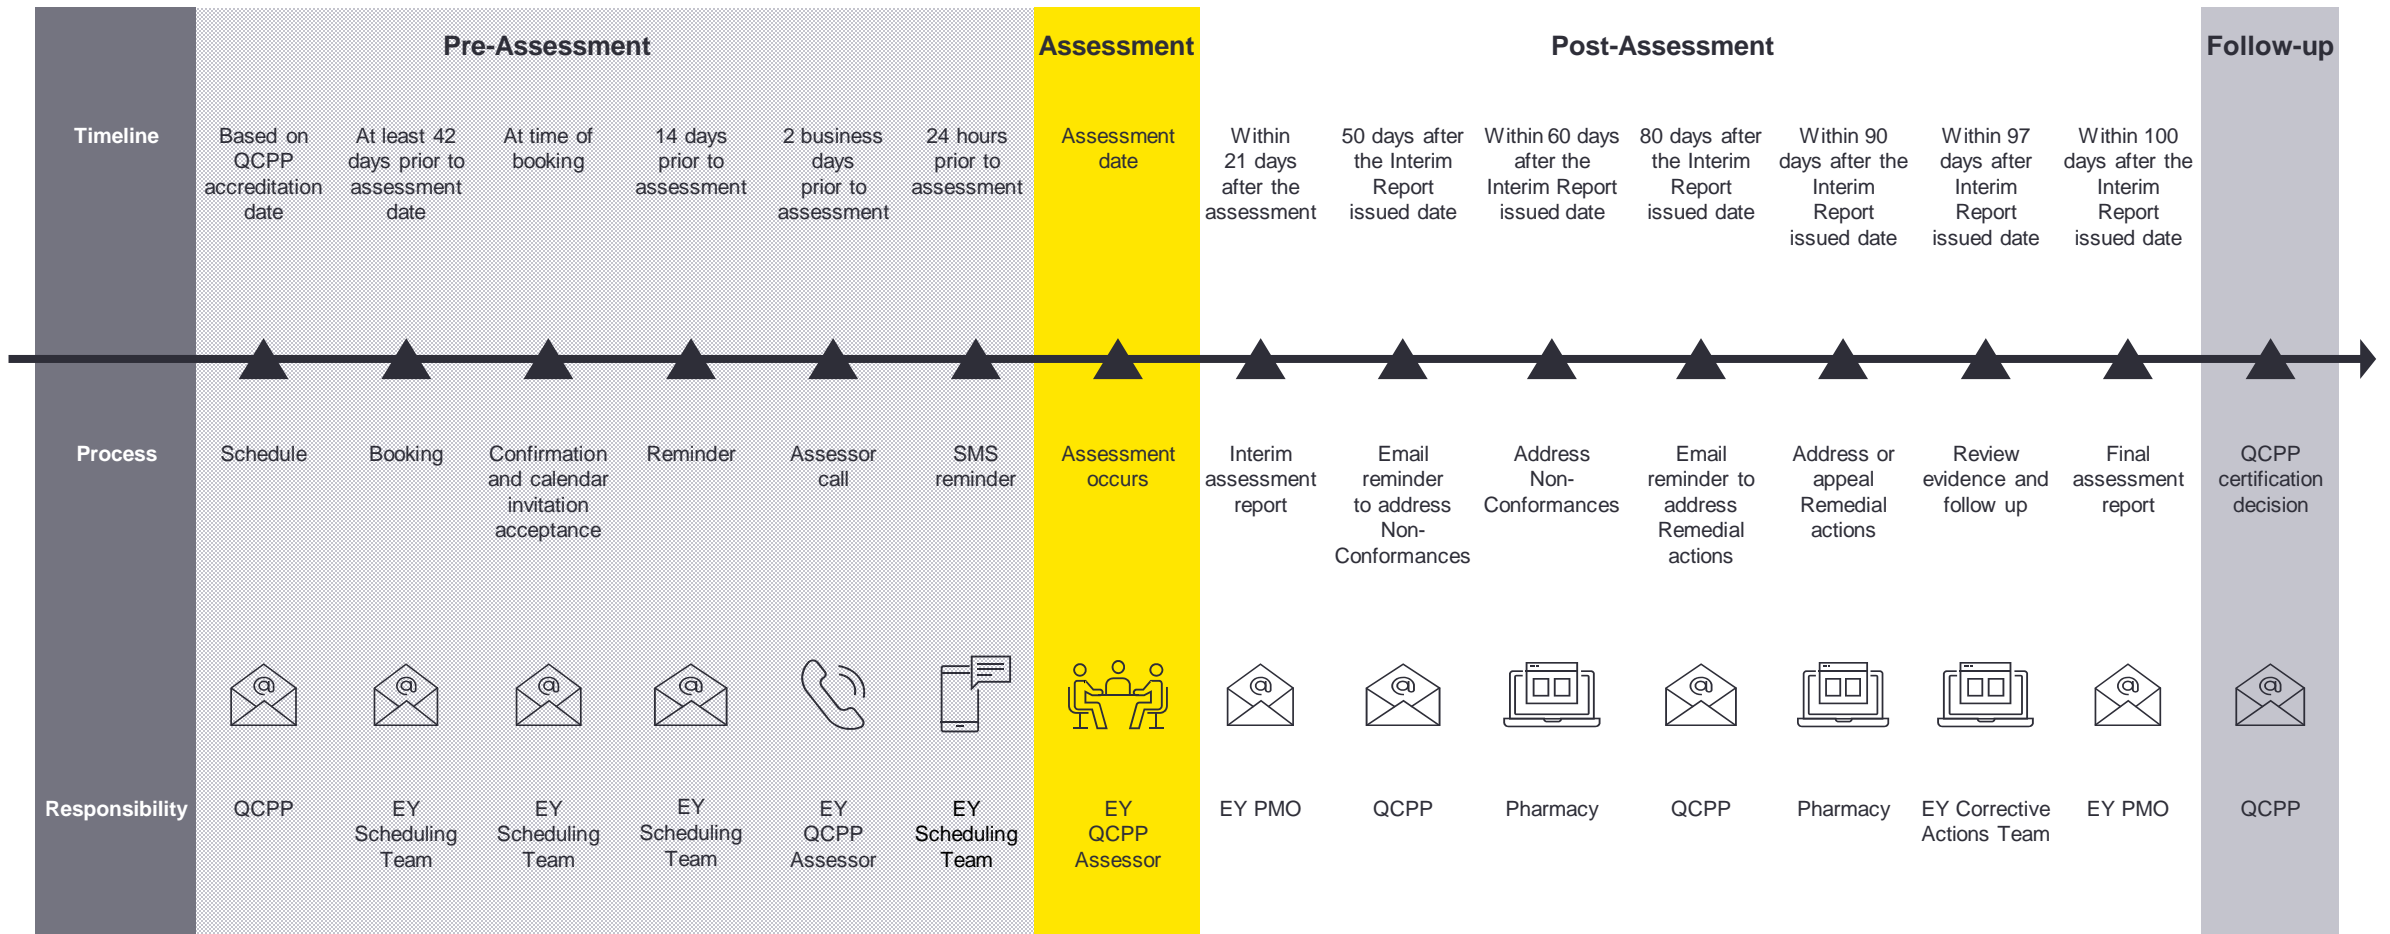 Pre-Assessment
Assessment
Post-Assessment
Follow-up
Timeline
Based on
QCPP
accreditation
date
At least 42
days prior to
assessment
date
At time of
booking
14 days
prior to
assessment
2 business
days
prior to
assessment
24 hours
prior to
assessment
Assessment
date
Within
21 days
after the
assessment
50 days after
the Interim
Report
issued date
Within 60 days
after the
Interim Report
issued date
80 days after
the Interim
Report
issued date
Within 90
days after the
Interim
Report
issued date
Within 97
days after
Interim
Report
issued date
Within 100
days after the
Interim
Report
issued date
Process
Schedule
Booking
Confirmation
and calendar
invitation
acceptance
Reminder
Assessor
call
SMS
reminder
Assessment
occurs
Interim
assessment
report
Email
reminder
to address
Non-
Conformances
Address
Non-
Conformances
Email
reminder to
address
Remedial
actions
Address or
appeal
Remedial
actions
Review
evidence and
follow up
Final
assessment
report
QCPP
certification
decision
Responsibility
QCPP
EY
Scheduling
Team
EY
Scheduling
Team
EY
Scheduling
Team
EY
QCPP
Assessor
EY
Scheduling
Team
EY
QCPP
Assessor
EY PMO
QCPP
Pharmacy
QCPP
Pharmacy
EY Corrective
Actions Team
EY PMO
QCPP